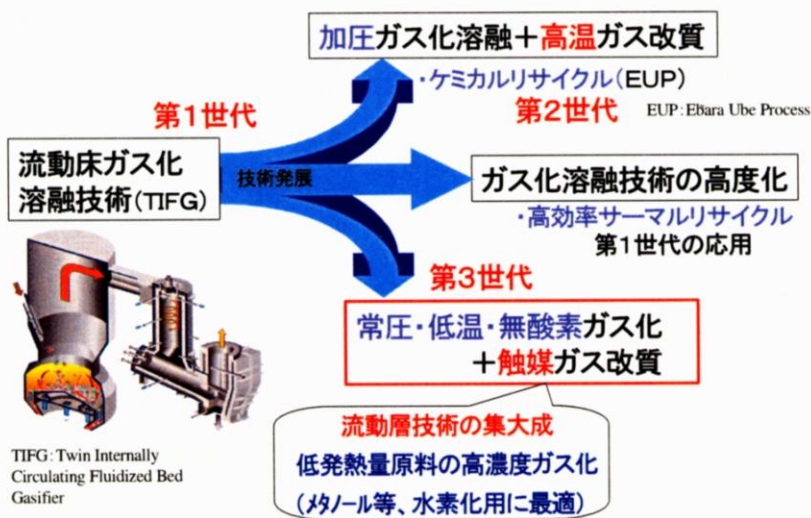 加圧ガス化溶融＋高温ガス改質
・ケミカルリサイクル(EUP)
第1世代
第2世代
EUP:Ebara Ube Process
流動床ガス化
溶融技術(TIFG)
技術発展
ガス化溶融技術の高度化
・高効率サーマルリサイクル
第1世代の応用
第3世代
常圧・低温・無酸素ガス化
＋触媒ガス改質
TIFG:Twin Internally
Circulating Fluidized Bed
Gasifier
流動層技術の集大成
低発熱量原料の高濃度ガス化
(メタノール等、水素化用に最適)